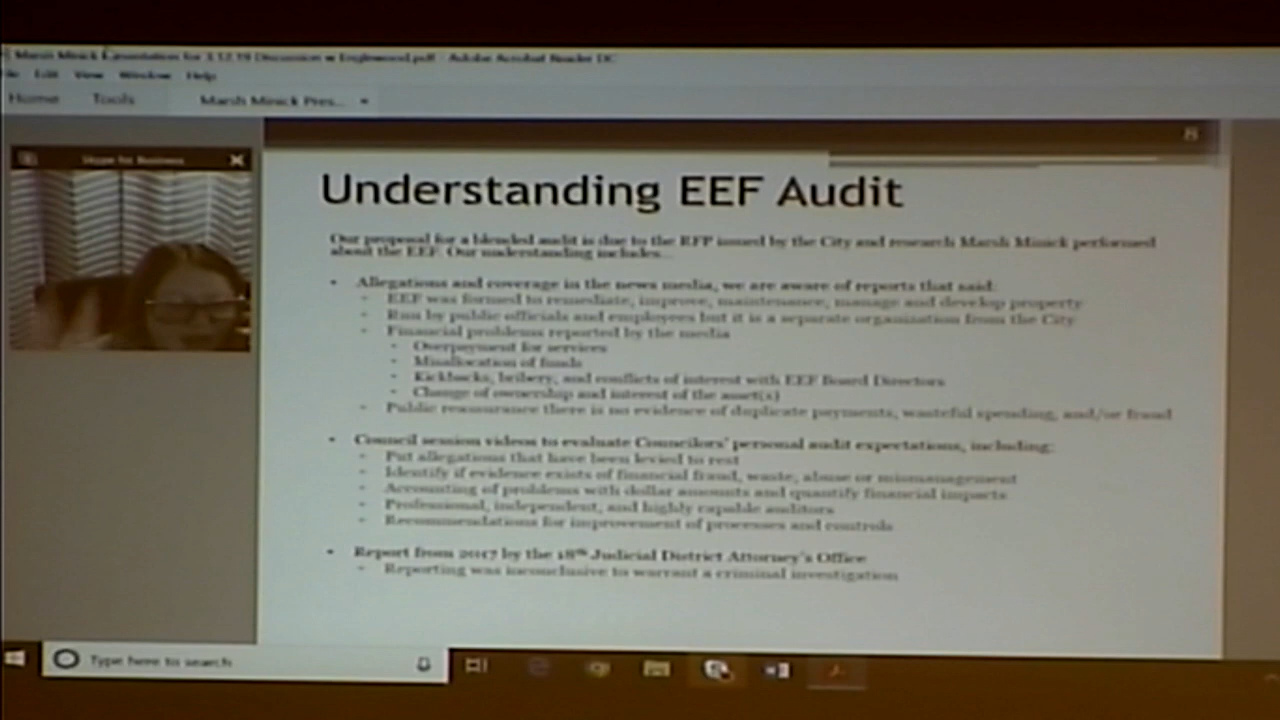 Marsh Minick Presentation for 3.12.19 Discussion w Englewood.pdf - Adobe Acrobat Reader DC
Edit View Window Help
Home Tools Marsh Minick Pres...
8
Skype for Business
Understanding EEF Audit
Our proposal for a blended audit is due to the RFP issued by the City and research Marsh Minick performed
about the EEF. Our understanding includes...
• Allegations and coverage in the news media, we are aware of reports that said:
- EEF was formed to remediate, improve, maintenance, manage and develop property
- Run by public officials and employees but it is a separate organization from the City
- Financial problems reported by the media
• Overpayment for services
• Misallocation of funds
• Kickbacks, bribery, and conflicts of interest with EEF Board Directors
• Change of ownership and interest of the asset(s)
- Public reassurance there is no evidence of duplicate payments, wasteful spending, and/or fraud
• Council session videos to evaluate Councilors' personal audit expectations, including:
- Put allegations that have been levied to rest
- Identify if evidence exists of financial fraud, waste, abuse or mismanagement
- Accounting of problems with dollar amounts and quantify financial impacts
- Professional, independent, and highly capable auditors
- Recommendations for improvement of processes and controls
• Report from 2017 by the 18th Judicial District Attorney's Office
- Reporting was inconclusive to warrant a criminal investigation
Type here to search